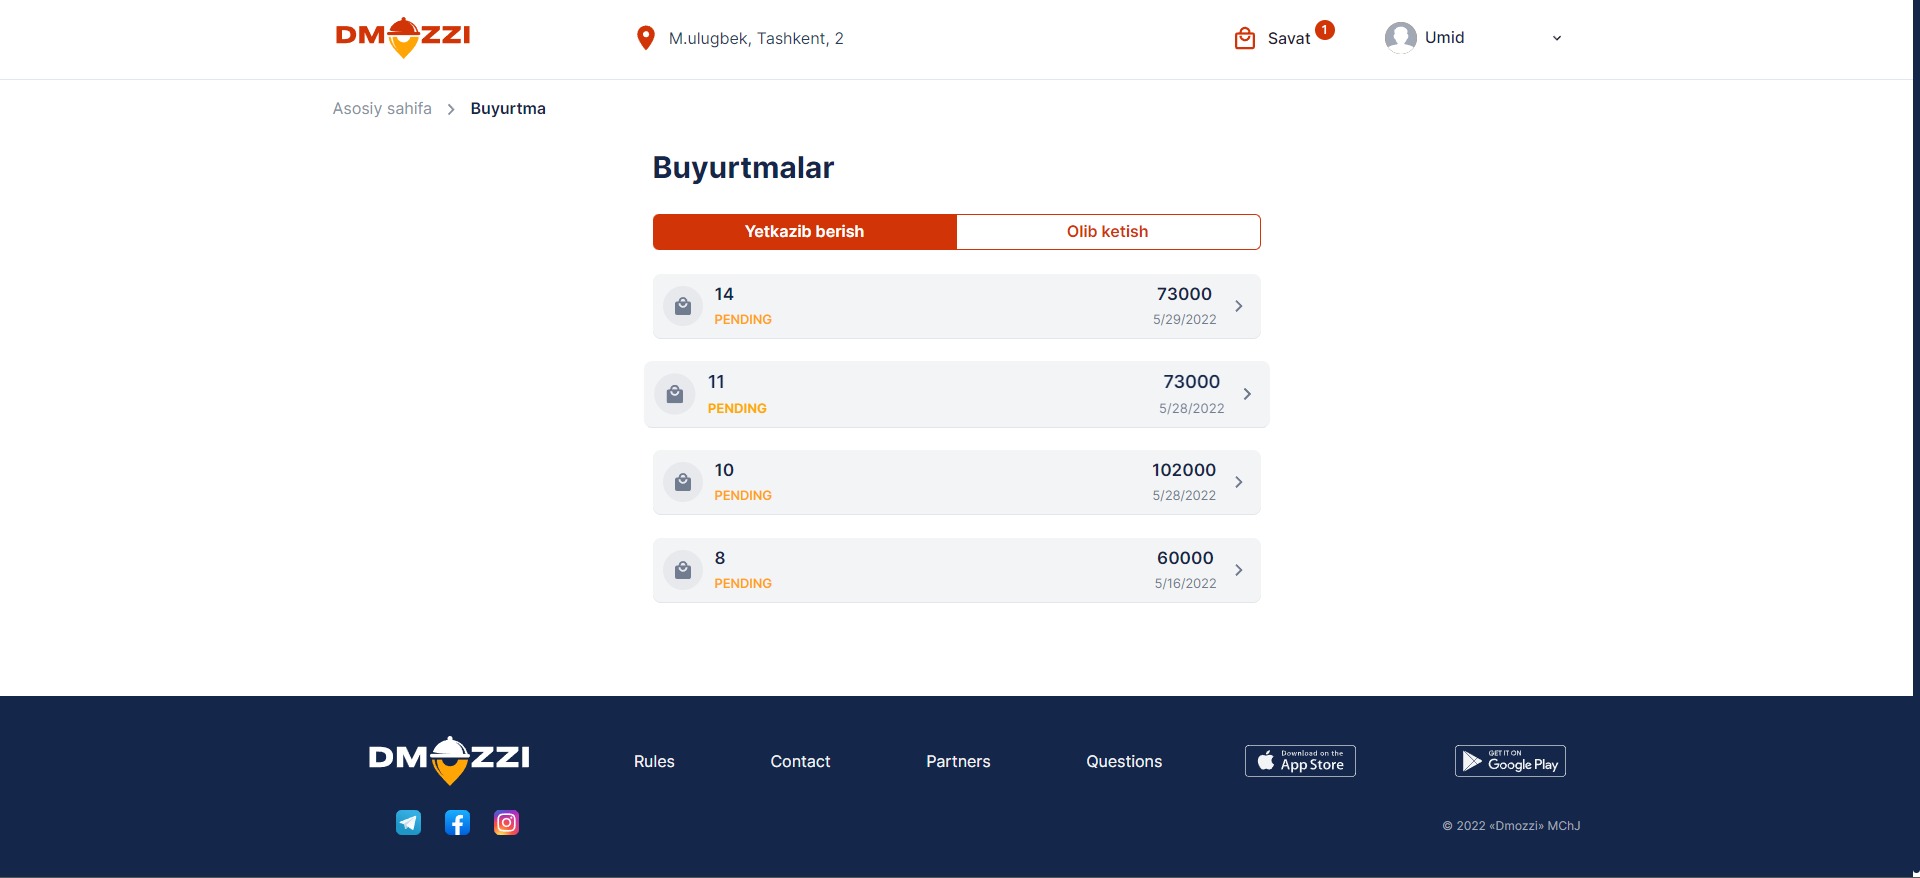 DMOZZI
M.ulugbek, Tashkent, 2
Savat 1
Umid
Asosiy sahifa > Buyurtma
Buyurtmalar
Yetkazib berish
Olib ketish
14
73000
PENDING
5/29/2022
11
73000
PENDING
5/28/2022
10
102000
PENDING
5/28/2022
8
60000
PENDING
5/16/2022
DMOZZI
Rules
Contact
Partners
Questions
Download on the
App Store
GET IT ON
Google Play
© 2022 «Dmozzi» MChJ